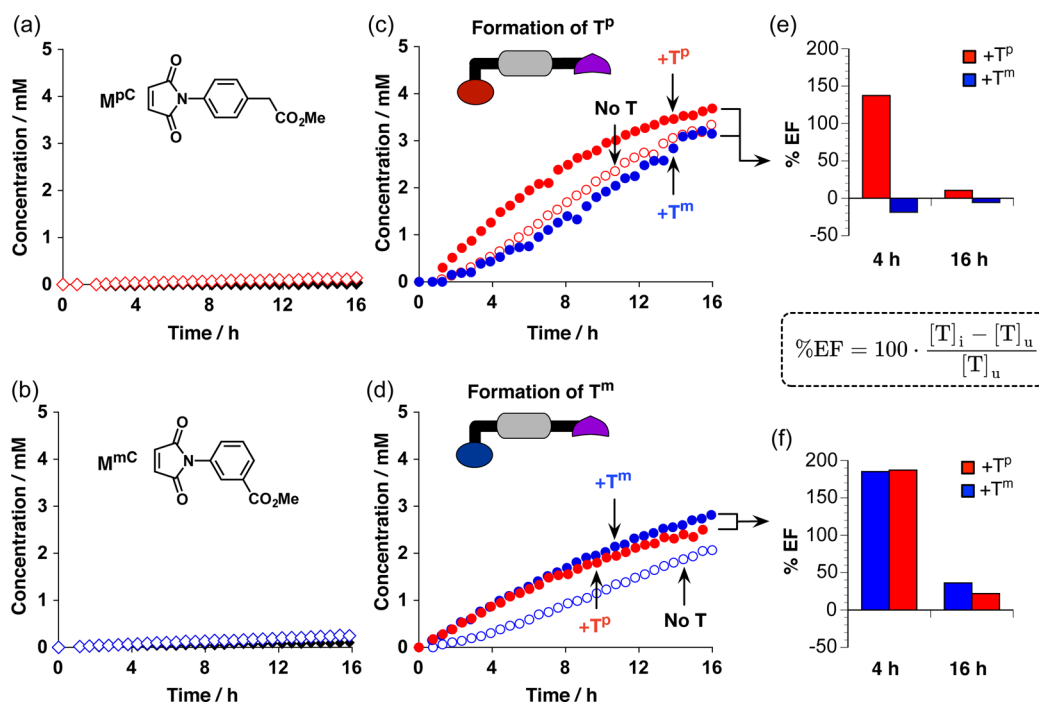 (a)
Concentration / mM
5
4
3
2
1
0
M^pC
O
N
O
CO₂Me
0 4 8 12 16
Time / h
(c)
Formation of T^p
Concentration / mM
5
4
3
2
1
0
+T^p
No T
+T^m
0 4 8 12 16
Time / h
(e)
% EF
200
150
100
50
0
-50
+T^p
+T^m
4 h 16 h
%EF = 100 · [T]i − [T]u / [T]u
(b)
Concentration / mM
5
4
3
2
1
0
M^mC
O
N
O
CO₂Me
0 4 8 12 16
Time / h
(d)
Formation of T^m
Concentration / mM
5
4
3
2
1
0
+T^m
+T^p
No T
0 4 8 12 16
Time / h
(f)
% EF
200
150
100
50
0
-50
+T^p
+T^m
4 h 16 h